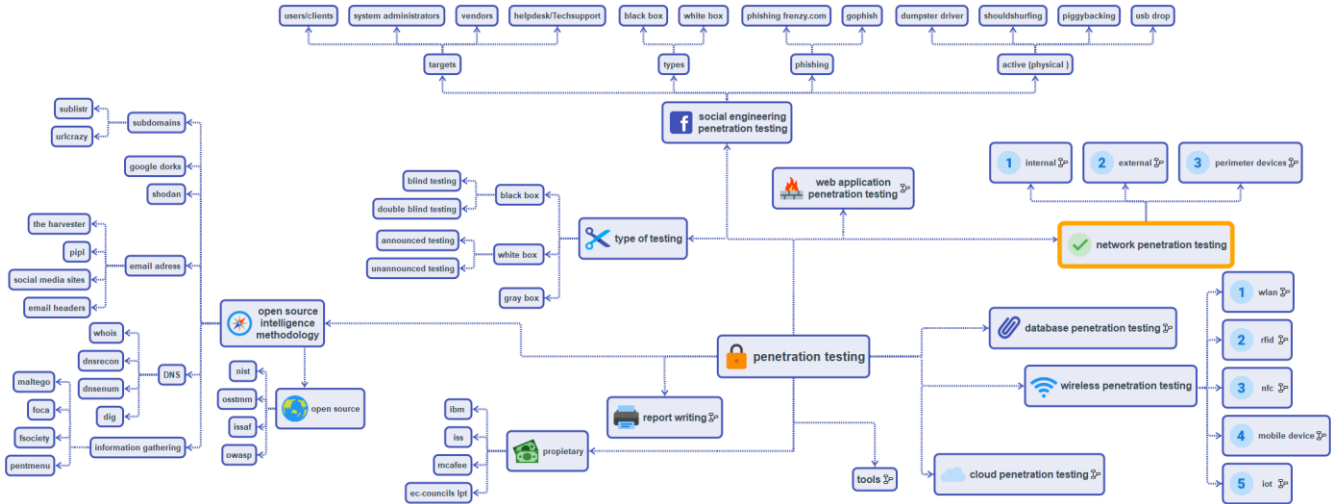 users/clients
system administrators
vendors
helpdesk/Techsupport
black box
white box
phishing frenzy.com
gophish
dumpster driver
shouldshurfing
piggybacking
usb drop
targets
types
phishing
active (physical )
social engineering
penetration testing
sublistr
urlcrazy
subdomains
google dorks
shodan
the harvester
pipl
social media sites
email headers
email adress
whois
dnsrecon
dnsenum
dig
DNS
maltego
foca
fsociety
pentmenu
information gathering
open source
intelligence
methodology
nist
osstmm
issaf
owasp
open source
blind testing
double blind testing
black box
announced testing
unannounced testing
white box
gray box
type of testing
web application
penetration testing
1 internal
2 external
3 perimeter devices
network penetration testing
penetration testing
report writing
ibm
iss
mcafee
ec-councils lpt
propietary
tools
database penetration testing
wireless penetration testing
1 wlan
2 rfid
3 nfc
4 mobile device
5 iot
cloud penetration testing